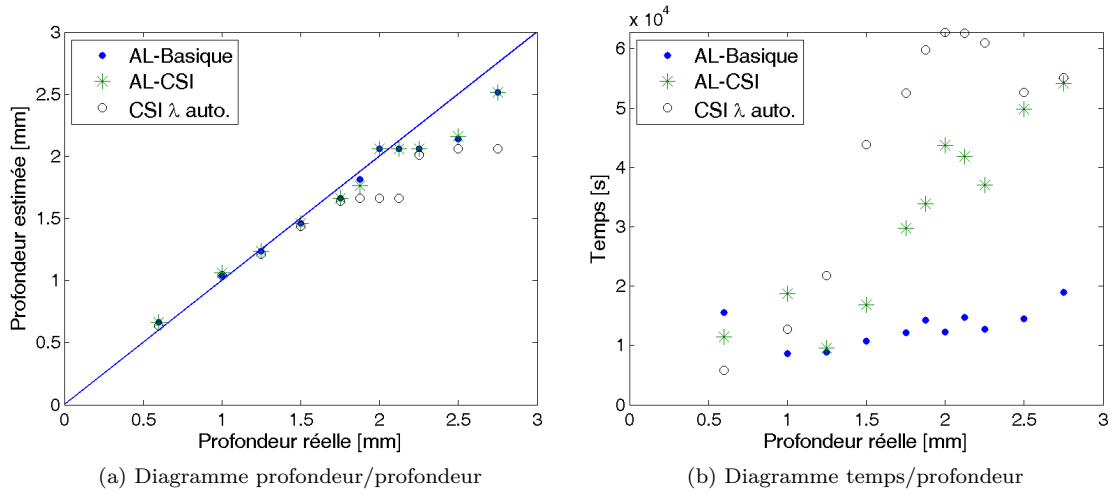 3
2.5
2
1.5
1
0.5
0
0 0.5 1 1.5 2 2.5 3
Profondeur estimée [mm]
Profondeur réelle [mm]
AL-Basique
AL-CSI
CSI λ auto.
(a) Diagramme profondeur/profondeur
x 10⁴
6
5
4
3
2
1
0
0.5 1 1.5 2 2.5 3
Temps [s]
Profondeur réelle [mm]
AL-Basique
AL-CSI
CSI λ auto.
(b) Diagramme temps/profondeur